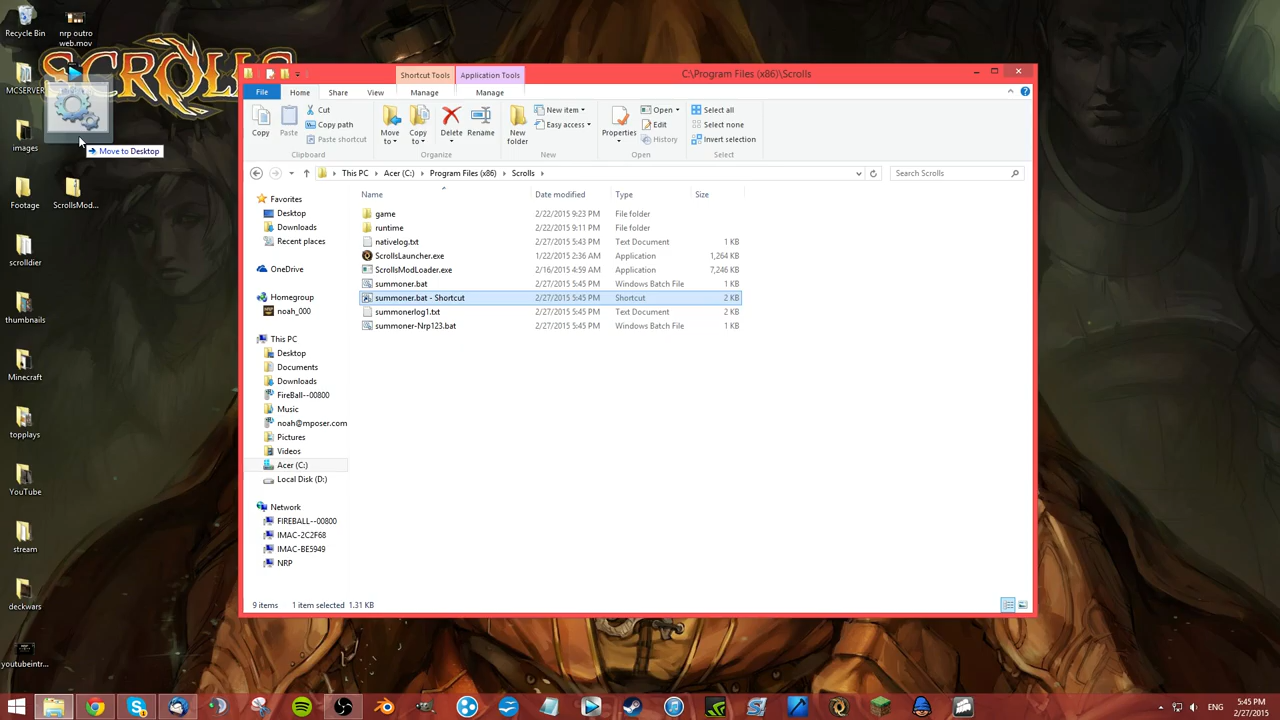 Recycle Bin
nrp outro
web.mov
SCROLLS
MCSERVER
images
Move to Desktop
Footage
ScrollsMod...
scrolldier
thumbnails
Minecraft
topplays
YouTube
stream
deckwars
youtubeintr...
Shortcut Tools
Application Tools
C:\Program Files (x86)\Scrolls
File
Home
Share
View
Manage
Manage
Copy
Paste
Cut
Copy path
Paste shortcut
Clipboard
Move
to
Copy
to
Delete
Rename
Organize
New
folder
New item
Easy access
New
Properties
Open
Edit
History
Open
Select all
Select none
Invert selection
Select
This PC
Acer (C:)
Program Files (x86)
Scrolls
Search Scrolls
Favorites
Desktop
Downloads
Recent places
OneDrive
Homegroup
noah_000
This PC
Desktop
Documents
Downloads
FireBall--00800
Music
noah@mposer.com
Pictures
Videos
Acer (C:)
Local Disk (D:)
Network
FIREBALL--00800
IMAC-2C2F68
IMAC-BE5949
NRP
Name Date modified Type Size
game 2/22/2015 9:23 PM File folder
runtime 2/22/2015 9:11 PM File folder
nativelog.txt 2/27/2015 5:43 PM Text Document 1 KB
ScrollsLauncher.exe 1/22/2015 2:36 AM Application 1,264 KB
ScrollsModLoader.exe 2/16/2015 4:59 AM Application 7,246 KB
summoner.bat 2/27/2015 5:45 PM Windows Batch File 1 KB
summoner.bat - Shortcut 2/27/2015 5:45 PM Shortcut 2 KB
summonerlog1.txt 2/27/2015 5:45 PM Text Document 2 KB
summoner-Nrp123.bat 2/27/2015 5:45 PM Windows Batch File 1 KB
9 items 1 item selected 1.31 KB
ENG
5:45 PM
2/27/2015